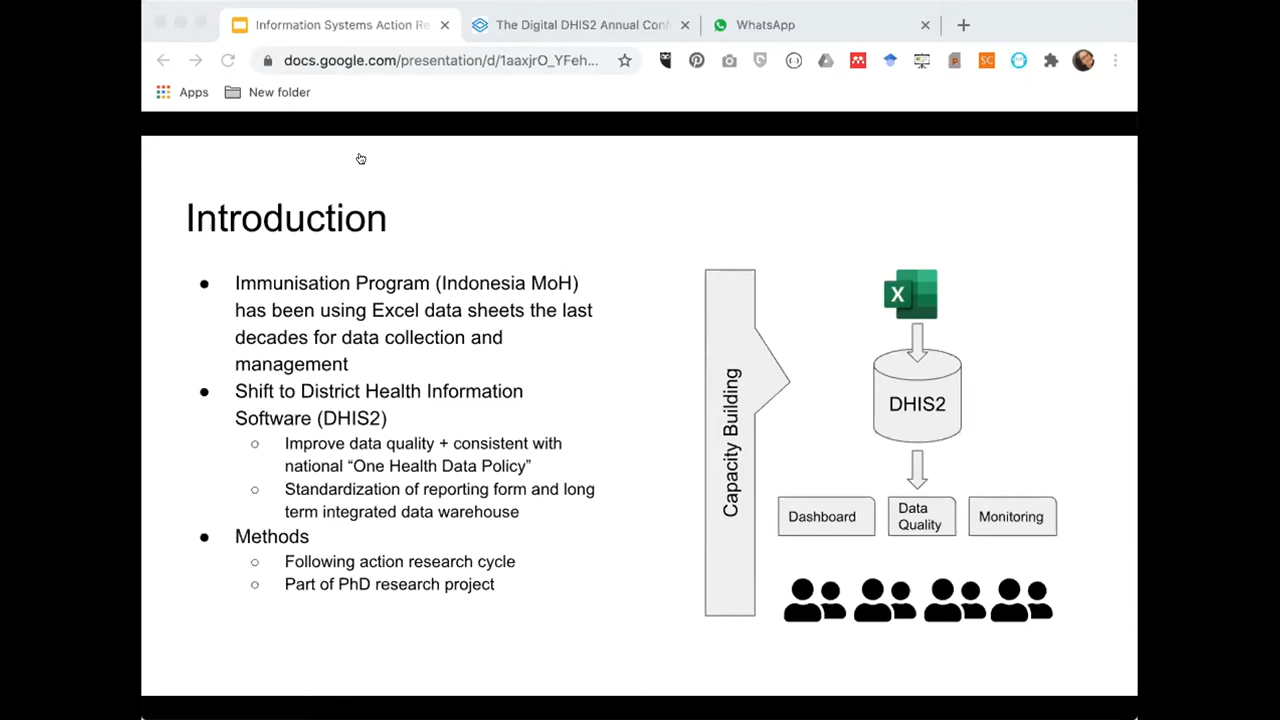 Information Systems Action Re
The Digital DHIS2 Annual Conf
WhatsApp
docs.google.com/presentation/d/1aaxjrO_YFeh...
Apps
New folder
Introduction
● Immunisation Program (Indonesia MoH)
has been using Excel data sheets the last
decades for data collection and
management
● Shift to District Health Information
Software (DHIS2)
○ Improve data quality + consistent with
national “One Health Data Policy”
○ Standardization of reporting form and long
term integrated data warehouse
● Methods
○ Following action research cycle
○ Part of PhD research project
Capacity Building
X
DHIS2
Dashboard
Data
Quality
Monitoring
SC
P